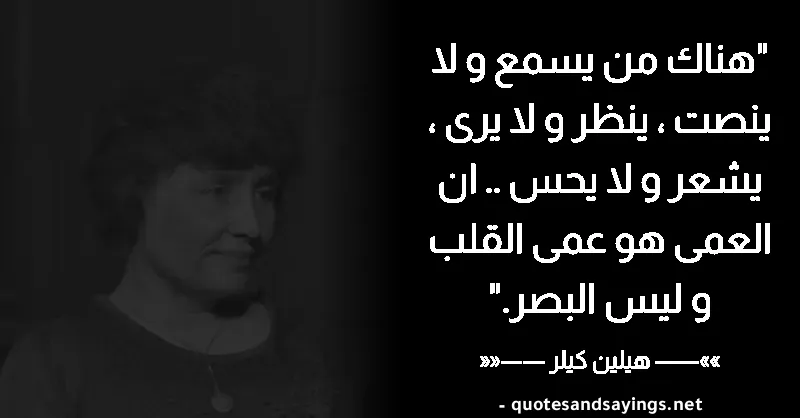 "هناك من يسمع و لا
ينصت ، ينظر و لا يرى ،
يشعر و لا يحس .. ان
العمى هو عمى القلب
و ليس البصر."
»»—— هيلين كيلر ——««
- quotesandsayings.net